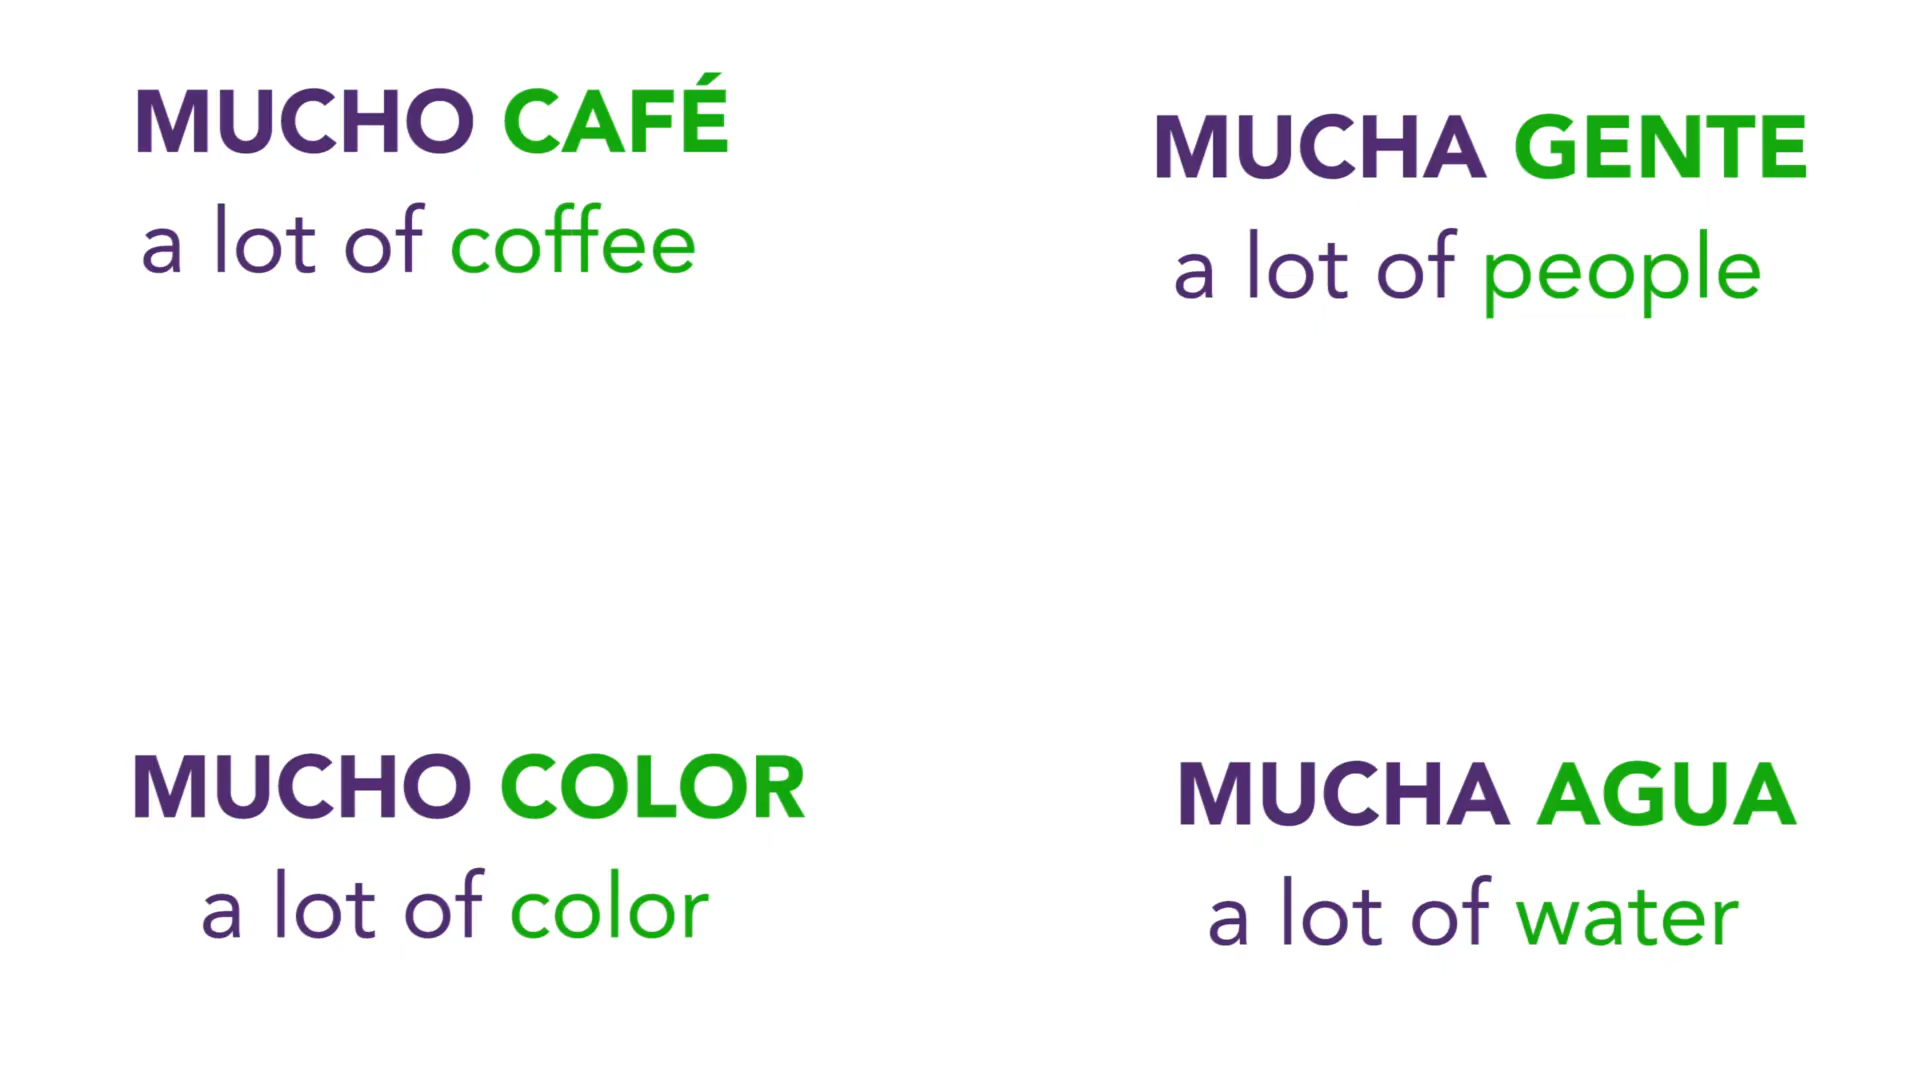 MUCHO CAFÉ
a lot of coffee
MUCHA GENTE
a lot of people
MUCHO COLOR
a lot of color
MUCHA AGUA
a lot of water